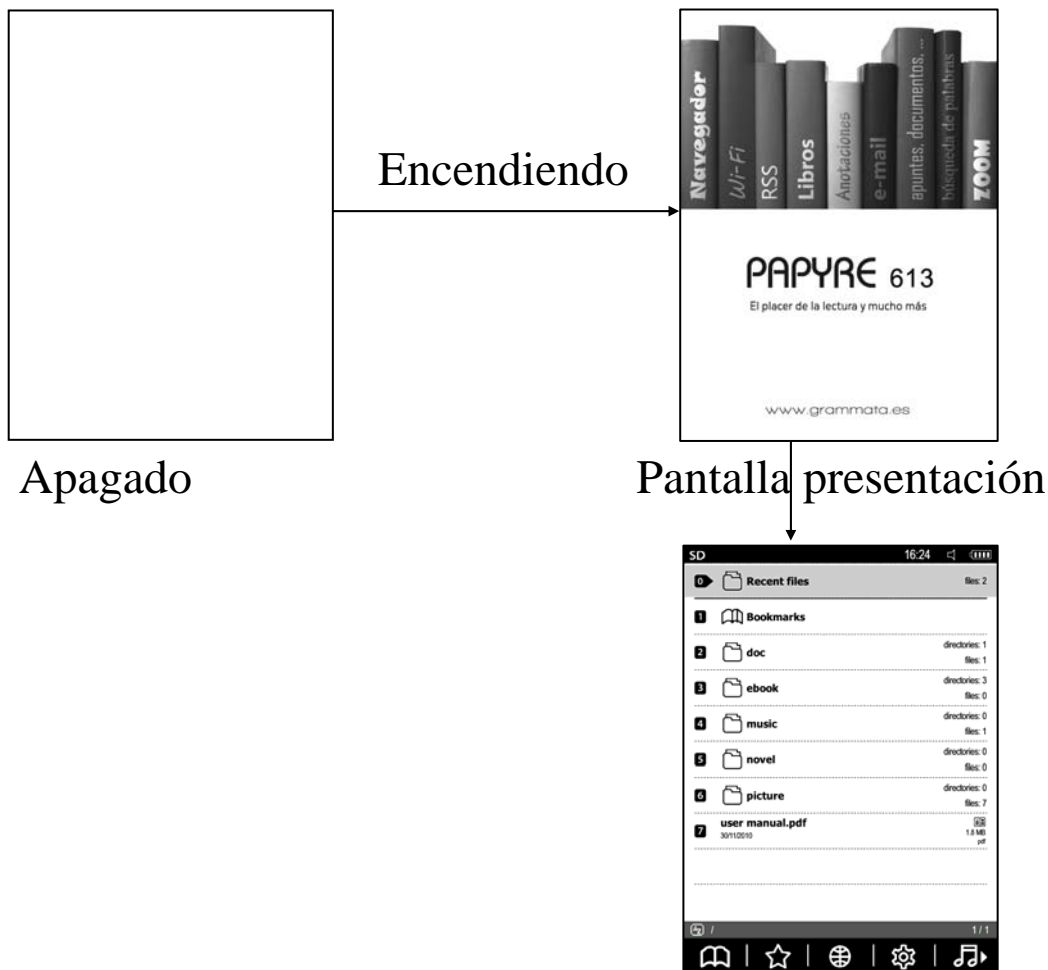 Navegador
Wi-Fi
RSS
Libros
Anotaciones
e-mail
apuntes, documentos, ...
búsqueda de palabras
ZOOM
Encendiendo
PAPYRE 613
El placer de la lectura y mucho más
www.grammata.es
Apagado
Pantalla presentación
SD 16:24
0 Recent files files: 2
1 Bookmarks
2 doc directories: 1
files: 1
3 ebook directories: 3
files: 0
4 music directories: 0
files: 1
5 novel directories: 0
files: 0
6 picture directories: 0
files: 7
7 user manual.pdf
30/11/2010 1.8 MB
pdf
/ 1 / 1